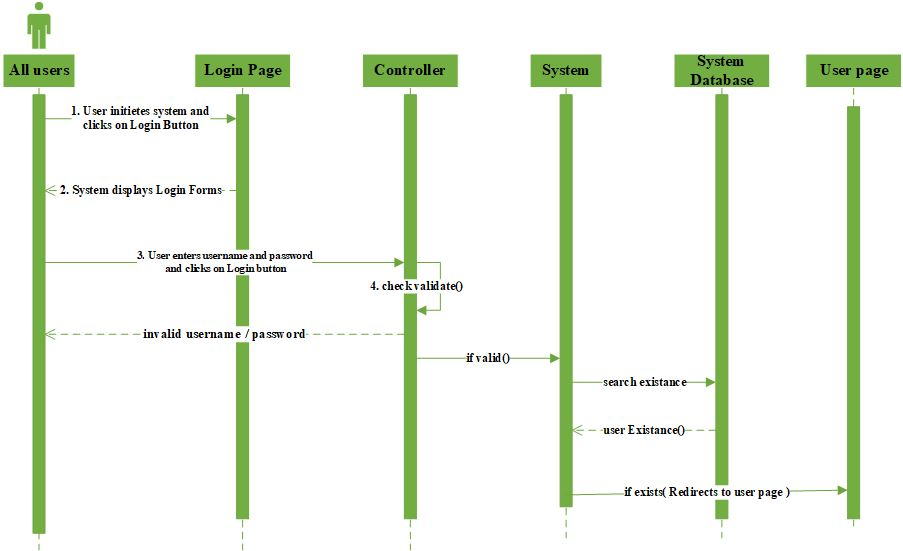 All users
Login Page
Controller
System
System
Database
User page
1. User initietes system and
clicks on Login Button
2. System displays Login Forms
3. User enters username and password
and clicks on Login button
4. check validate()
invalid username / password
if valid()
search existance
user Existance()
if exists( Redirects to user page )